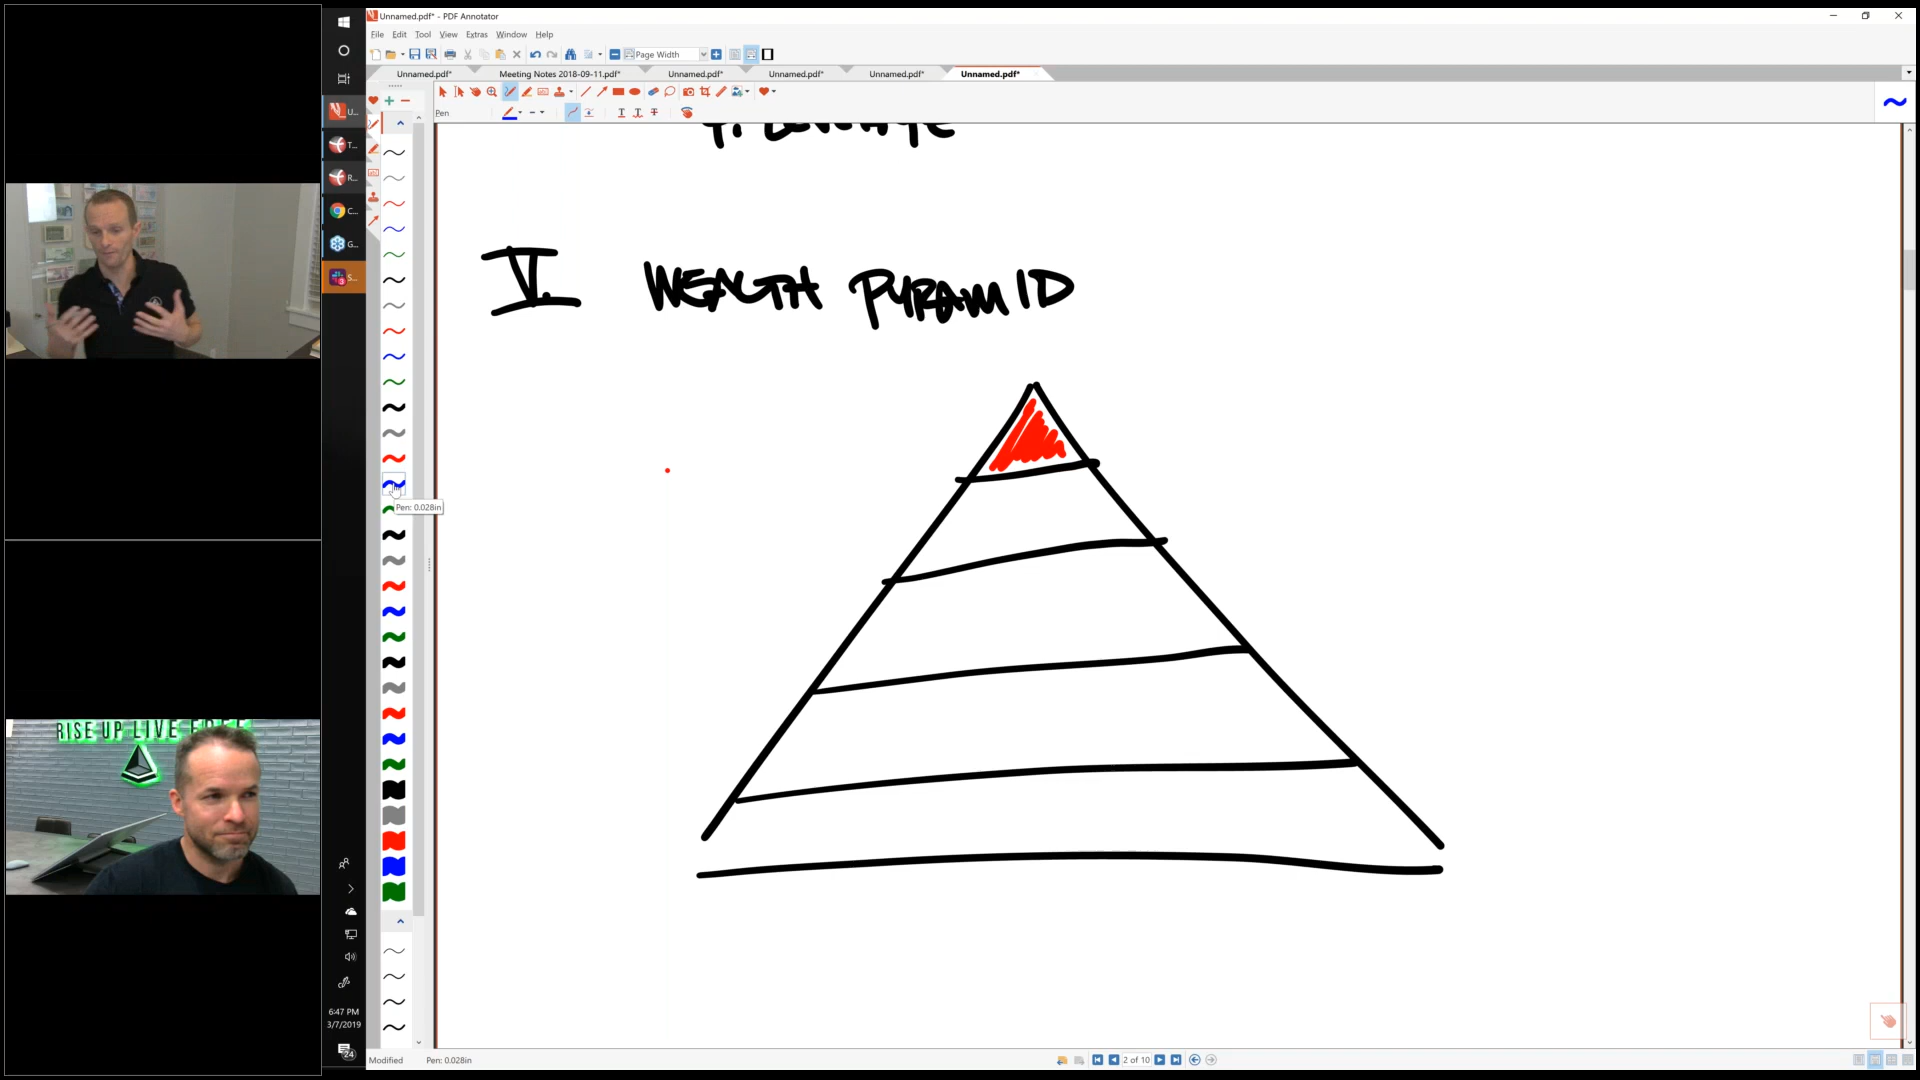 Unnamed.pdf* - PDF Annotator
File Edit Tool View Extras Window Help
Page Width
Unnamed.pdf* Meeting Notes 2018-09-11.pdf* Unnamed.pdf* Unnamed.pdf* Unnamed.pdf* Unnamed.pdf*
Pen
U...
T...
R...
C...
G...
S...
V. WEALTH PYRAMID
Pen: 0.028in
RISE UP LIVE FREE
6:47 PM
3/7/2019
24
Modified Pen: 0.028in 2 of 10